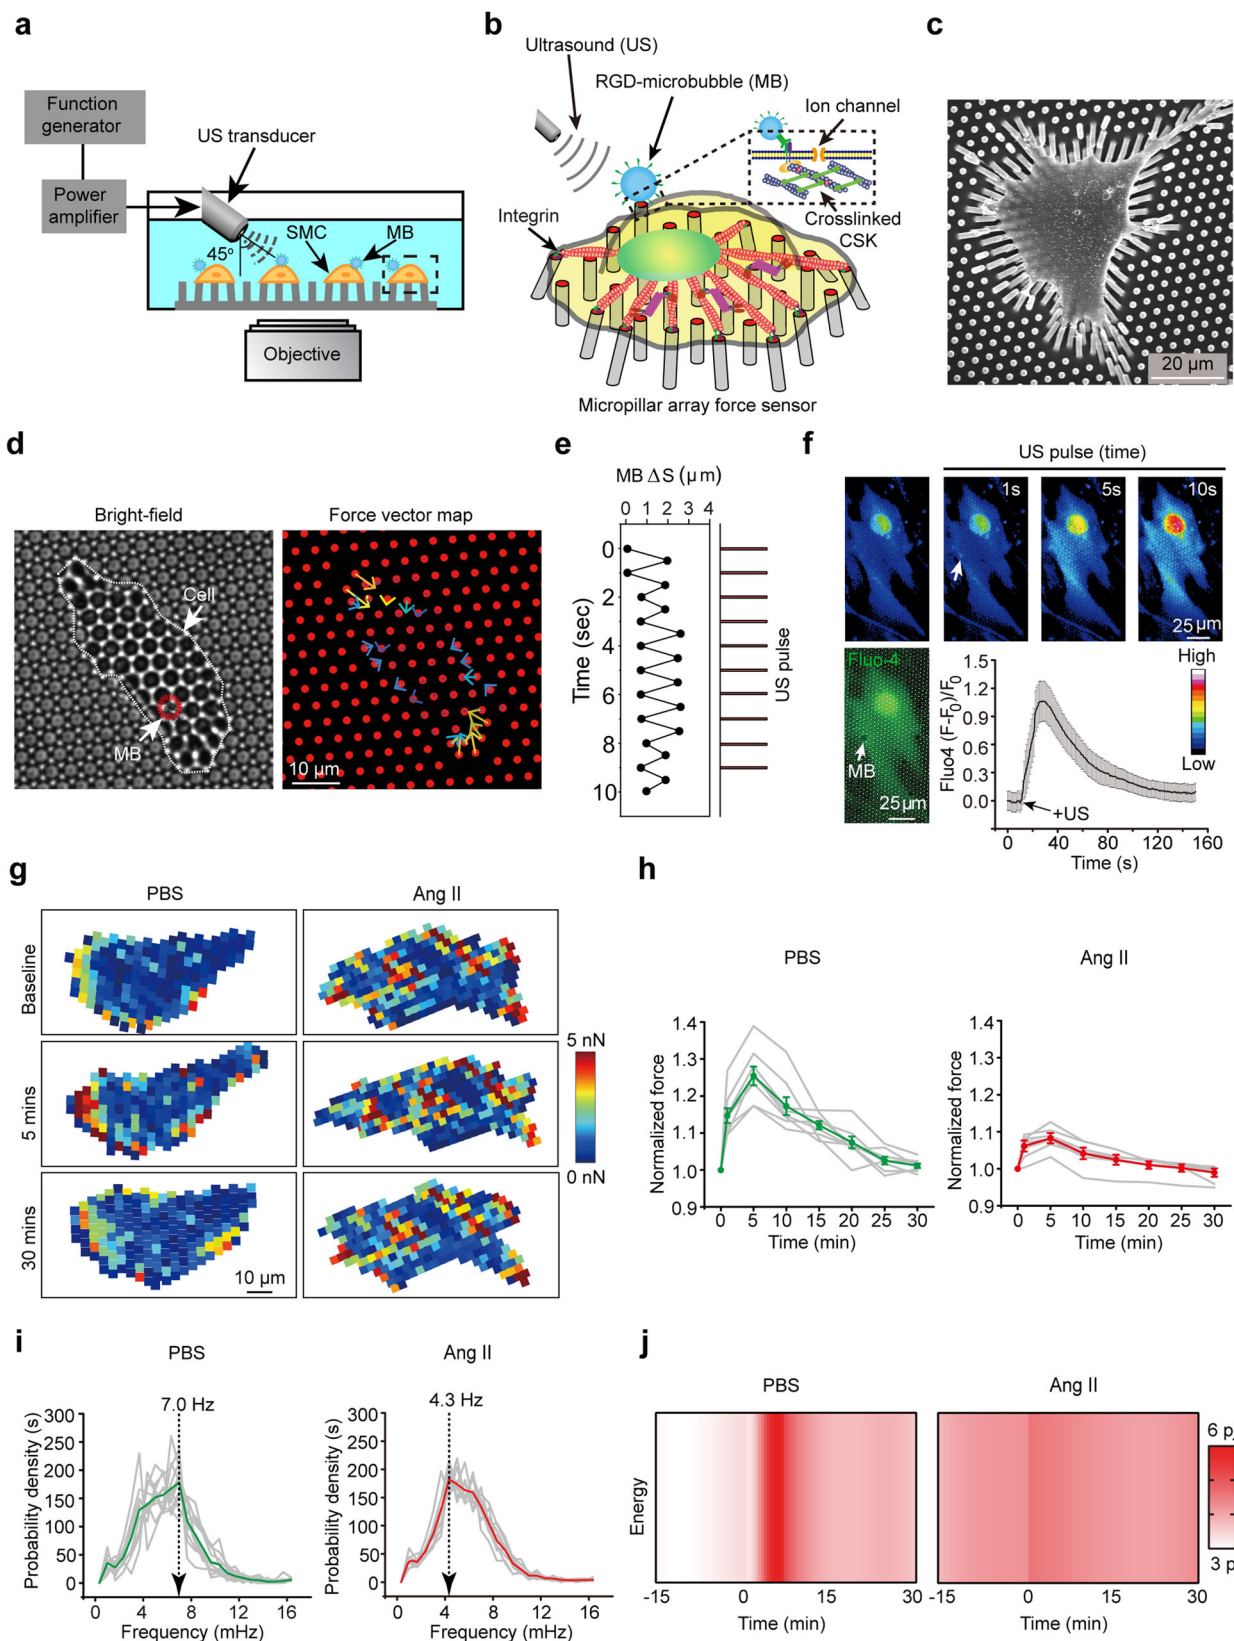 a
Function
generator
US transducer
Power
amplifier
45°
SMC
MB
Objective
b
Ultrasound (US)
RGD-microbubble (MB)
Ion channel
Integrin
Crosslinked
CSK
Micropillar array force sensor
c
20 µm
d
Bright-field
Force vector map
Cell
MB
10 µm
e
MB ΔS (µm)
0 1 2 3 4
0
2
4
6
8
10
Time (sec)
US pulse
f
US pulse (time)
1s
5s
10s
25µm
Fluo-4
MB
25µm
High
Low
Fluo4 (F-F0)/F0
1.5
1.2
0.9
0.6
0.3
0.0
+US
0 40 80 120 160
Time (s)
g
PBS
Ang II
Baseline
5 mins
30 mins
5 nN
0 nN
10 µm
h
PBS
Ang II
Normalized force
1.4
1.3
1.2
1.1
1.0
0.9
0 5 10 15 20 25 30
Time (min)
Normalized force
1.4
1.3
1.2
1.1
1.0
0.9
0 5 10 15 20 25 30
Time (min)
i
PBS
Ang II
7.0 Hz
4.3 Hz
Probability density (s)
300
250
200
150
100
50
0
0 4 8 12 16
Frequency (mHz)
Probability density (s)
300
250
200
150
100
50
0
0 4 8 12 16
Frequency (mHz)
j
PBS
Ang II
Energy
-15 0 15 30
Time (min)
-15 0 15 30
Time (min)
6 p
3 p